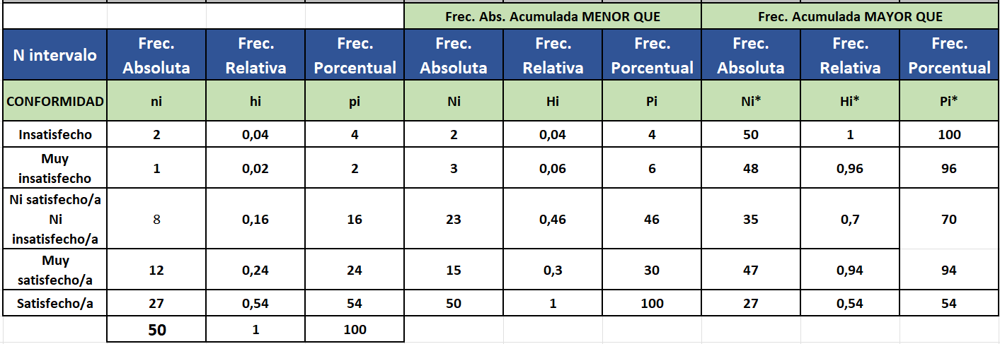 Frec. Abs. Acumulada MENOR QUE Frec. Acumulada MAYOR QUE
N intervalo Frec. Absoluta Frec. Relativa Frec. Porcentual Frec. Absoluta Frec. Relativa Frec. Porcentual Frec. Absoluta Frec. Relativa Frec. Porcentual
CONFORMIDAD ni hi pi Ni Hi Pi Ni* Hi* Pi*
Insatisfecho 2 0,04 4 2 0,04 4 50 1 100
Muy insatisfecho 1 0,02 2 3 0,06 6 48 0,96 96
Ni satisfecho/a Ni insatisfecho/a 8 0,16 16 23 0,46 46 35 0,7 70
Muy satisfecho/a 12 0,24 24 15 0,3 30 47 0,94 94
Satisfecho/a 27 0,54 54 50 1 100 27 0,54 54
50 1 100